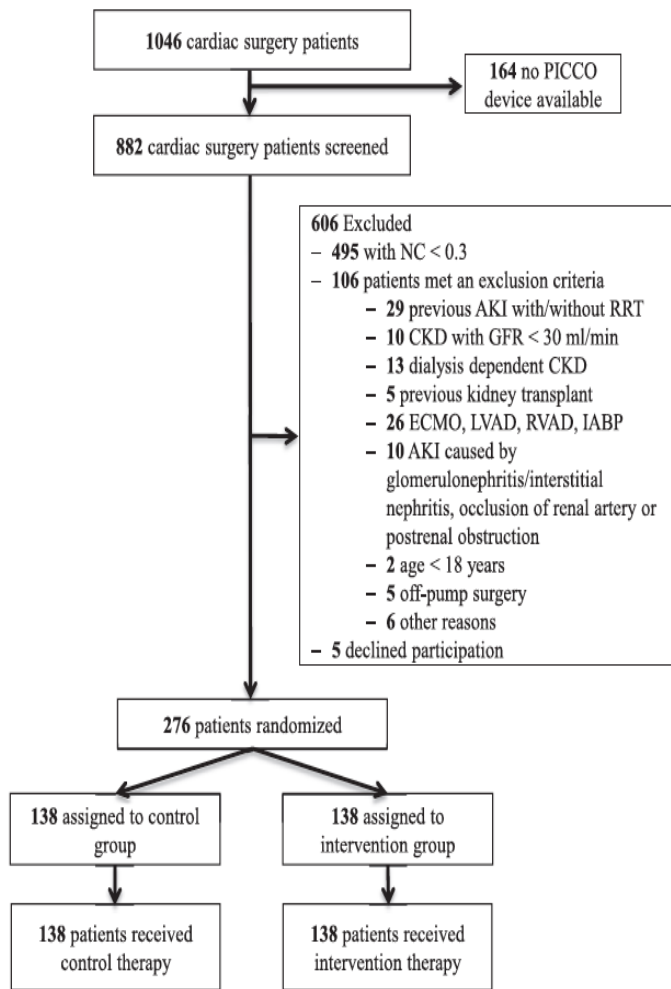 1046 cardiac surgery patients
164 no PICCO
device available
882 cardiac surgery patients screened
606 Excluded
– 495 with NC < 0.3
– 106 patients met an exclusion criteria
– 29 previous AKI with/without RRT
– 10 CKD with GFR < 30 ml/min
– 13 dialysis dependent CKD
– 5 previous kidney transplant
– 26 ECMO, LVAD, RVAD, IABP
– 10 AKI caused by
glomerulonephritis/interstitial
nephritis, occlusion of renal artery or
postrenal obstruction
– 2 age < 18 years
– 5 off-pump surgery
– 6 other reasons
– 5 declined participation
276 patients randomized
138 assigned to control
group
138 assigned to
intervention group
138 patients received
control therapy
138 patients received
intervention therapy